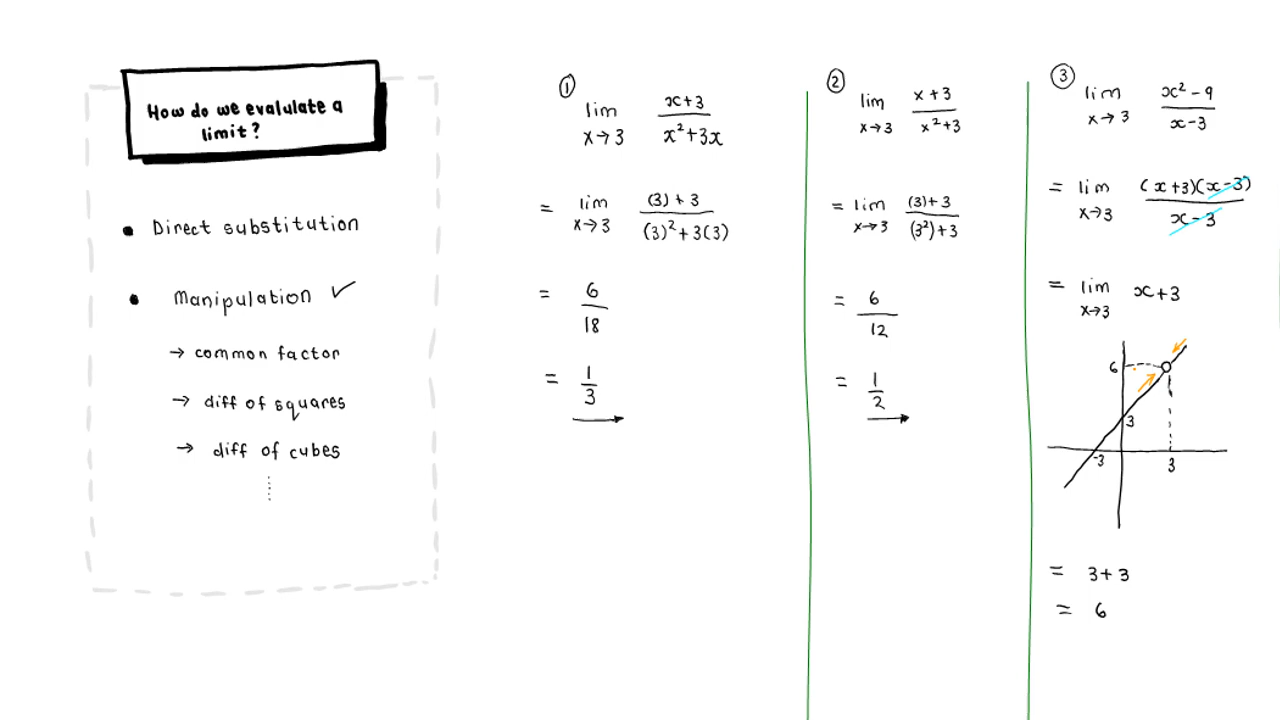 How do we evalulate a
limit?
• Direct substitution
• Manipulation ✓
→ common factor
→ diff of squares
→ diff of cubes
⋮
① lim x→3 (x+3)/(x²+3x)
= lim x→3 ((3)+3)/((3)²+3(3))
= 6/18
= 1/3
② lim x→3 (x+3)/(x²+3)
= lim x→3 ((3)+3)/((3²)+3)
= 6/12
= 1/2
③ lim x→3 (x²-9)/(x-3)
= lim x→3 ((x+3)(x-3))/(x-3)
= lim x→3 x+3
6
3
-3 3
= 3+3
= 6